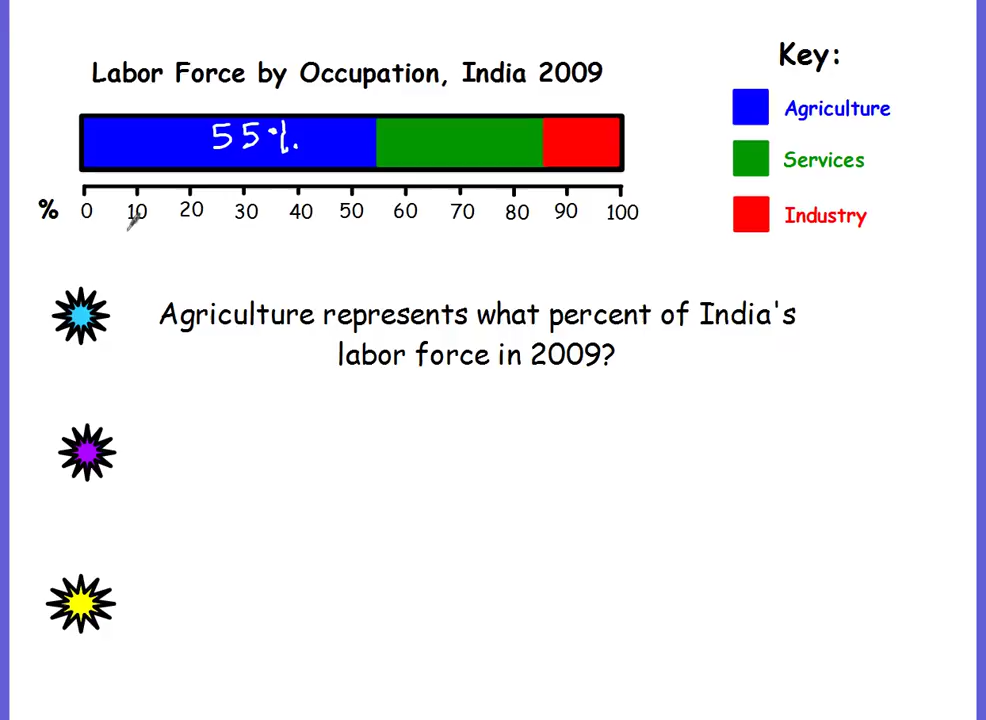 Key:
Labor Force by Occupation, India 2009
Agriculture
55%.
Services
% 0 10 20 30 40 50 60 70 80 90 100
Industry
Agriculture represents what percent of India's
labor force in 2009?